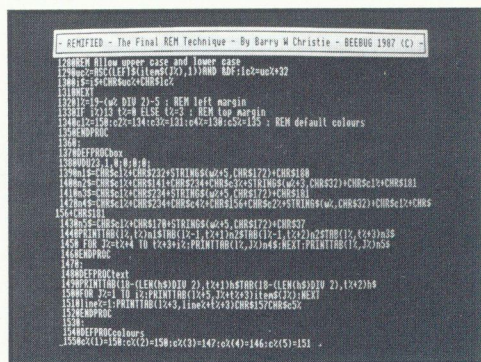 - REMIFIED - The Final REM Technique - By Barry W Christie - BEEBUG 1987 (C) -
1280REM Allow upper case and lower case
1290uc%=ASC(LEFT$(item$(J%),1))AND &DF:lc%=uc%+32
1300i$=i$+CHR$uc%+CHR$lc%
1310NEXT
1320l%=19-(w% DIV 2)-5 : REM left margin
1330IF i%>13 t%=0 ELSE t%=3 : REM top margin
1340c1%=150:c2%=134:c3%=131:c4%=130:c5%=135 : REM default colours
1350ENDPROC
1360:
1370DEFPROCbox
1380VDU23,1,0;0;0;0;
1390n1$=CHR$c1%+CHR$232+STRING$(w%+5,CHR$172)+CHR$180
1400n2$=CHR$c1%+CHR$141+CHR$234+CHR$c3%+STRING$(w%+3,CHR$32)+CHR$c1%+CHR$181
1410n3$=CHR$c1%+CHR$234+STRING$(w%+5,CHR$172)+CHR$181
1420n4$=CHR$c1%+CHR$234+CHR$c4%+CHR$156+CHR$c2%+STRING$(w%,CHR$32)+CHR$c1%+CHR$
156+CHR$181
1430n5$=CHR$c1%+CHR$170+STRING$(w%+5,CHR$172)+CHR$37
1440PRINTTAB(l%,t%)n1$TAB(l%-1,t%+1)n2$TAB(l%-1,t%+2)n2$TAB(l%,t%+3)n3$
1450 FOR J%=t%+4 TO t%+3+i%:PRINTTAB(l%,J%)n4$:NEXT:PRINTTAB(l%,J%)n5$
1460ENDPROC
1470:
1480DEFPROCtext
1490PRINTTAB(18-(LEN(h$)DIV 2),t%+1)h$TAB(18-(LEN(h$)DIV 2),t%+2)h$
1500FOR J%=1 TO i%:PRINTTAB(l%+5,J%+t%+3)item$(J%):NEXT
1510line%=1:PRINTTAB(l%+3,line%+t%+3)CHR$157CHR$c5%
1520ENDPROC
1530:
1540DEFPROCcolours
1550c%(1)=150:c%(2)=150:c%(3)=147:c%(4)=146:c%(5)=151